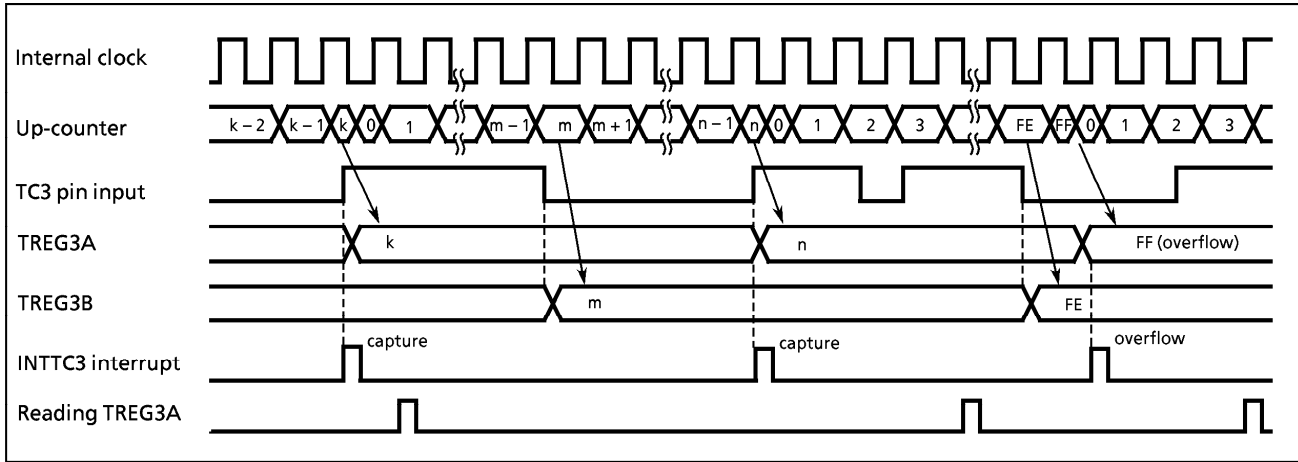 Internal clock
Up-counter k – 2 k – 1 k 0 1 m – 1 m m + 1 n – 1 n 0 1 2 3 FE FF 0 1 2 3
TC3 pin input
TREG3A k n FF (overflow)
TREG3B m FE
INTTC3 interrupt capture capture overflow
Reading TREG3A